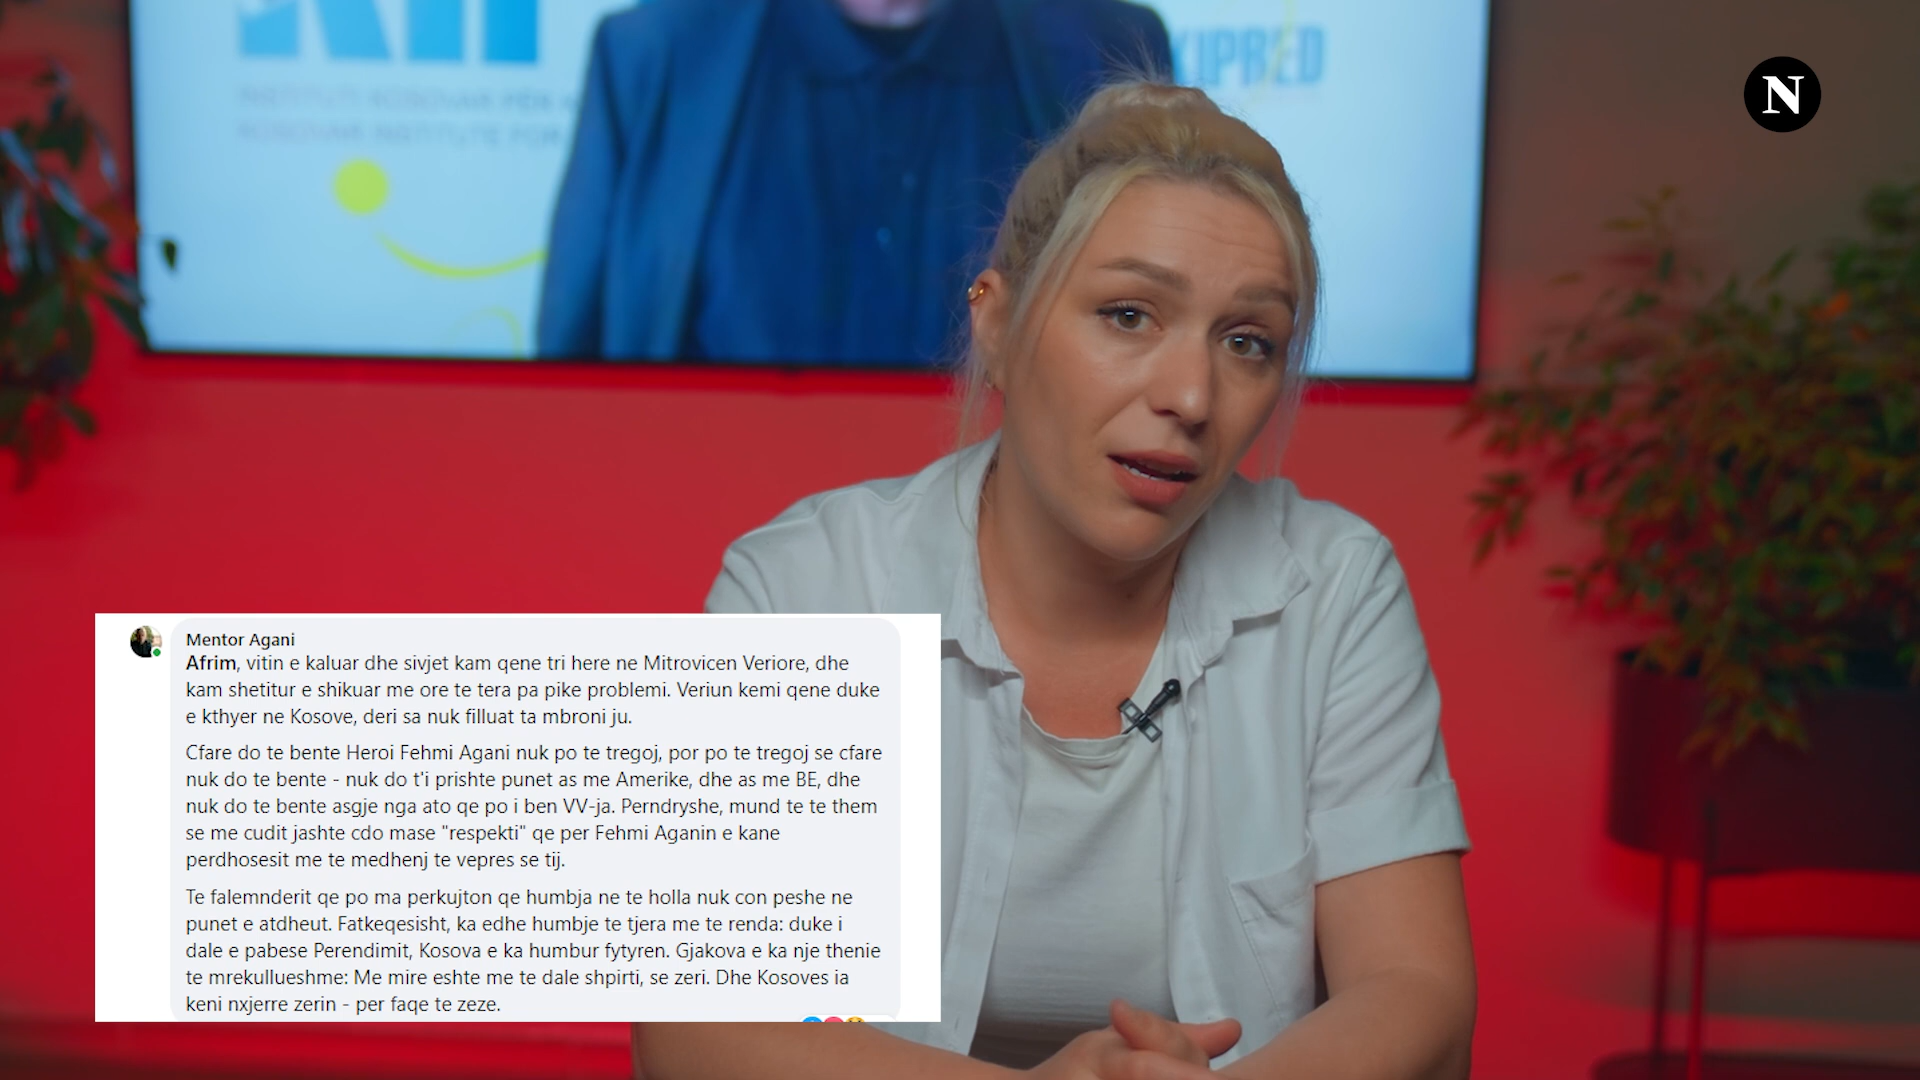 KIPRED
INSTITUTI KOSOVAR PËR
KOSOVAR INSTITUTE FOR
N
Mentor Agani
Afrim, vitin e kaluar dhe sivjet kam qene tri here ne Mitrovicen Veriore, dhe
kam shetitur e shikuar me ore te tera pa pike problemi. Veriun kemi qene duke
e kthyer ne Kosove, deri sa nuk filluat ta mbroni ju.
Cfare do te bente Heroi Fehmi Agani nuk po te tregoj, por po te tregoj se cfare
nuk do te bente - nuk do t'i prishte punet as me Amerike, dhe as me BE, dhe
nuk do te bente asgje nga ato qe po i ben VV-ja. Perndryshe, mund te te them
se me cudit jashte cdo mase "respekti" qe per Fehmi Aganin e kane
perdhosesit me te medhenj te vepres se tij.
Te falemnderit qe po ma perkujton qe humbja ne te holla nuk con peshe ne
punet e atdheut. Fatkeqesisht, ka edhe humbje te tjera me te renda: duke i
dale e pabese Perendimit, Kosova e ka humbur fytyren. Gjakova e ka nje thenie
te mrekullueshme: Me mire eshte me te dale shpirti, se zeri. Dhe Kosoves ia
keni nxjerre zerin - per faqe te zeze.